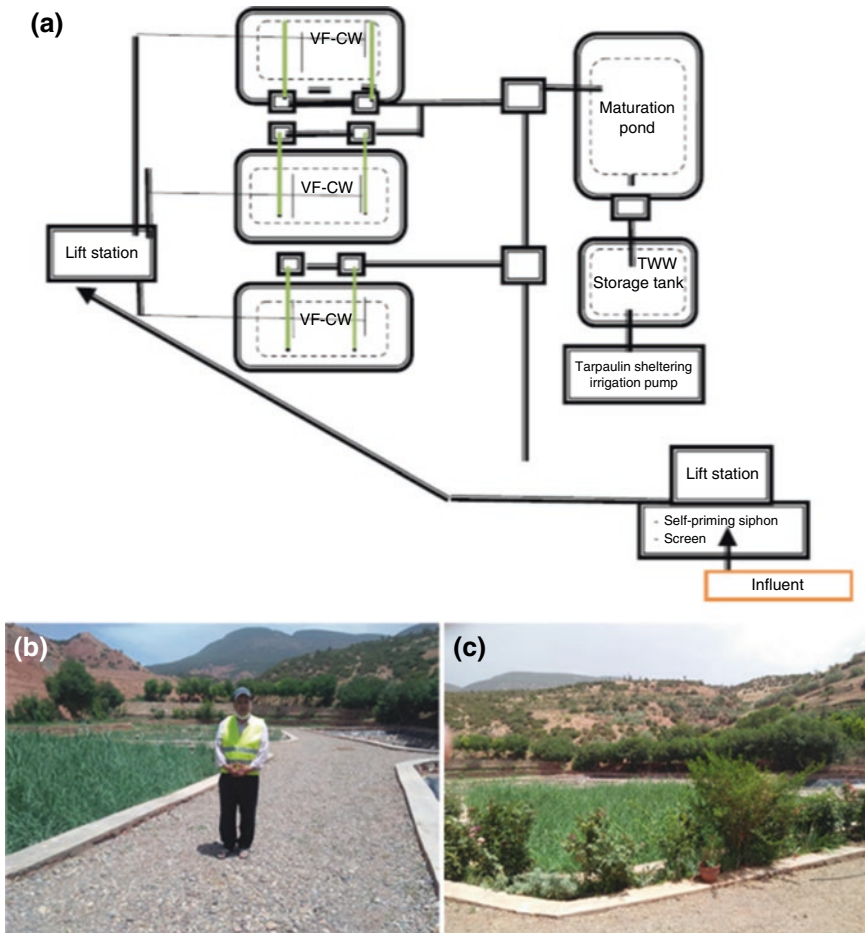 (a)
VF-CW
Maturation
pond
VF-CW
Lift station
TWW
Storage tank
VF-CW
Tarpaulin sheltering
irrigation pump
Lift station
- Self-priming siphon
- Screen
Influent
(b)
(c)